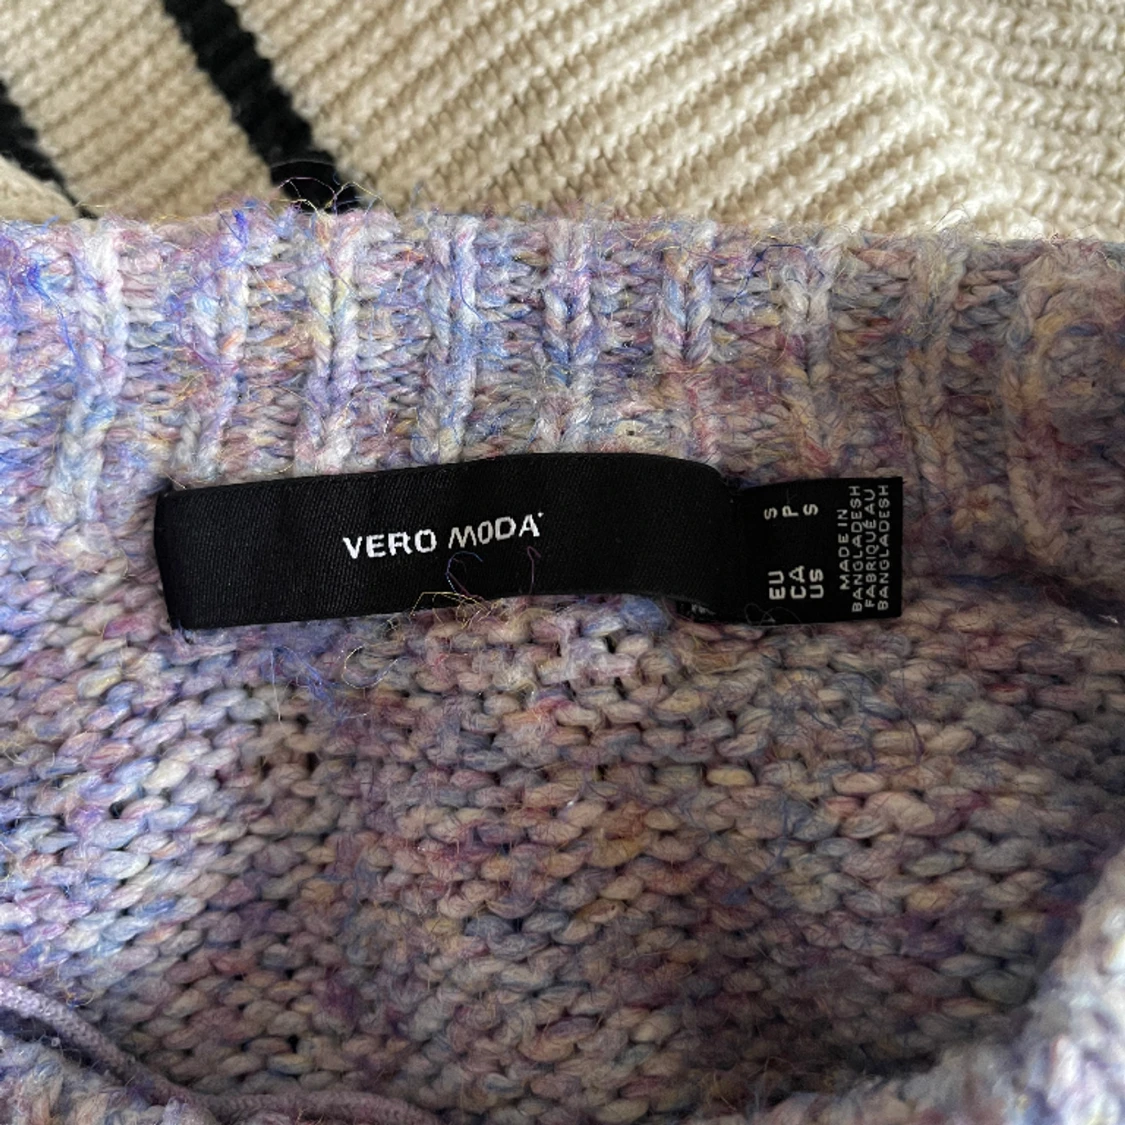 VERO MODA
EU S
CA P
US S
MADE IN
BANGLADESH
FABRIQUÉ AU
BANGLADESH